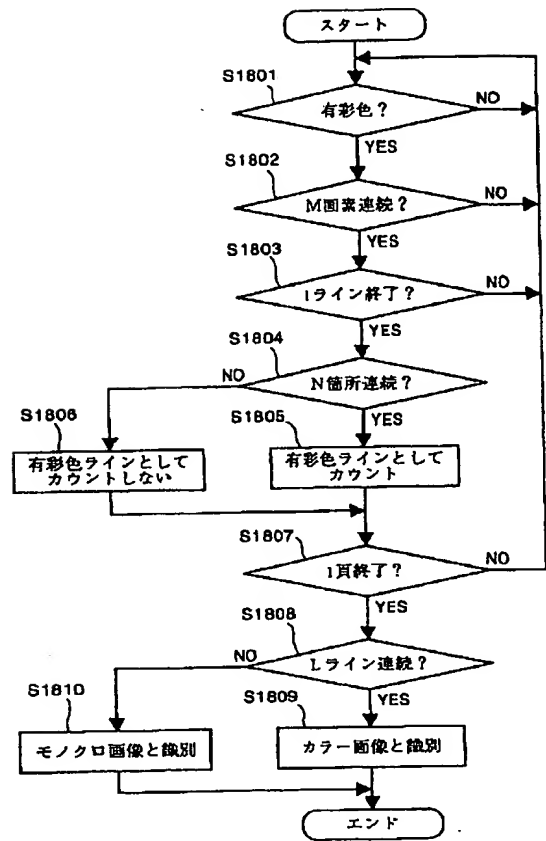 スタート
S1801
有彩色？
NO
YES
S1802
M画素連続？
NO
YES
S1803
1ライン終了？
NO
YES
S1804
N箇所連続？
NO
YES
S1806
有彩色ラインとして
カウントしない
S1805
有彩色ラインとして
カウント
S1807
1頁終了？
NO
YES
S1808
Lライン連続？
NO
YES
S1810
モノクロ画像と識別
S1809
カラー画像と識別
エンド